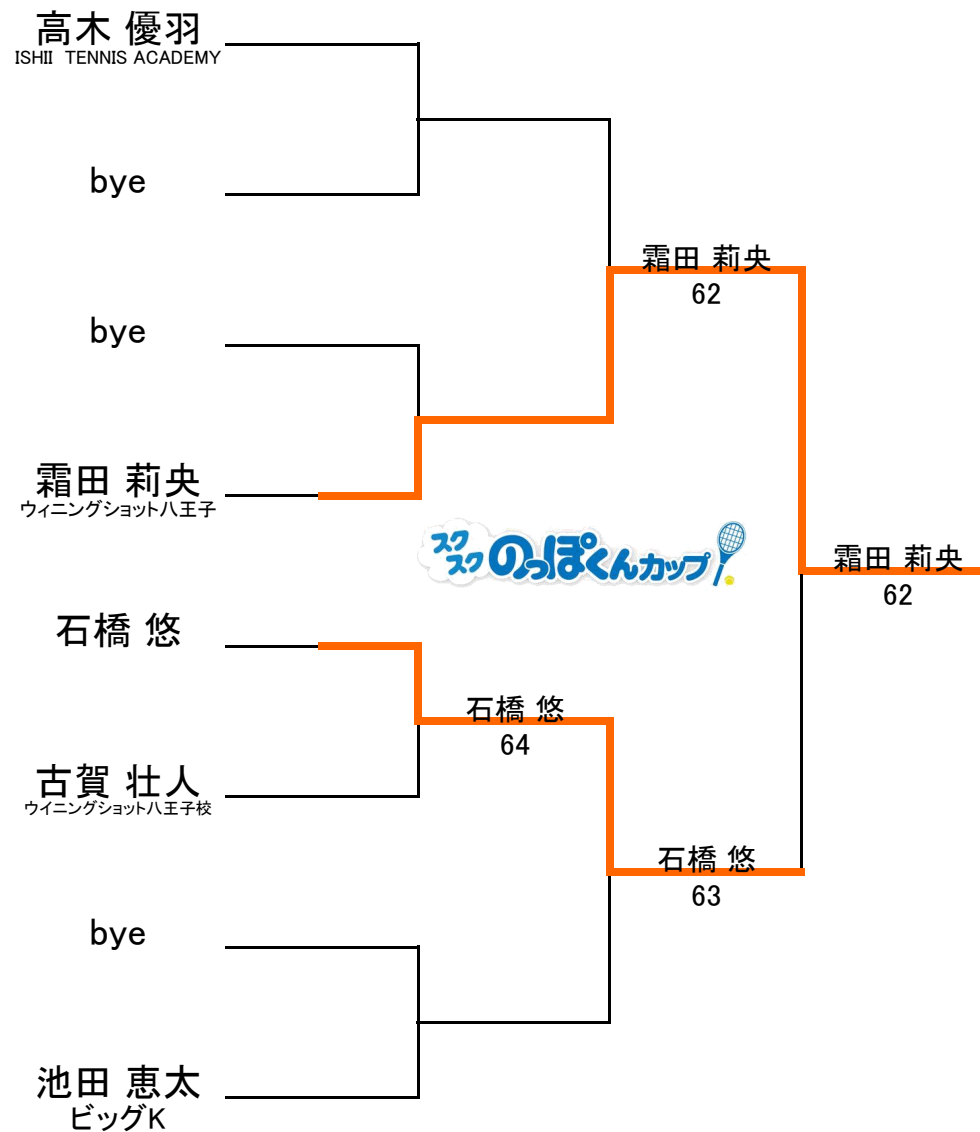 高木 優羽
ISHII TENNIS ACADEMY
bye
bye
霜田 莉央
62
霜田 莉央
ウィニングショット八王子
スクスクのっぽくんカップ!
霜田 莉央
62
石橋 悠
石橋 悠
64
古賀 壮人
ウイニングショット八王子校
石橋 悠
63
bye
池田 恵太
ビッグK